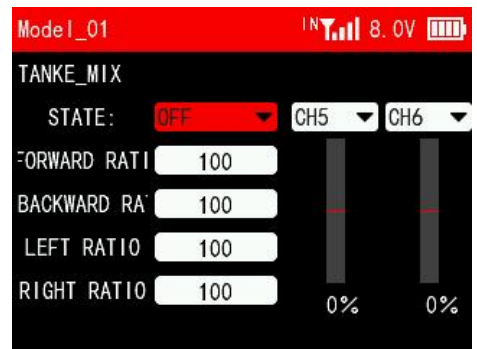 Model_01 IN 8.0V
TANKE_MIX
STATE: OFF CH5 CH6
FORWARD RATI 100
BACKWARD RA 100
LEFT RATIO 100
RIGHT RATIO 100
0% 0%